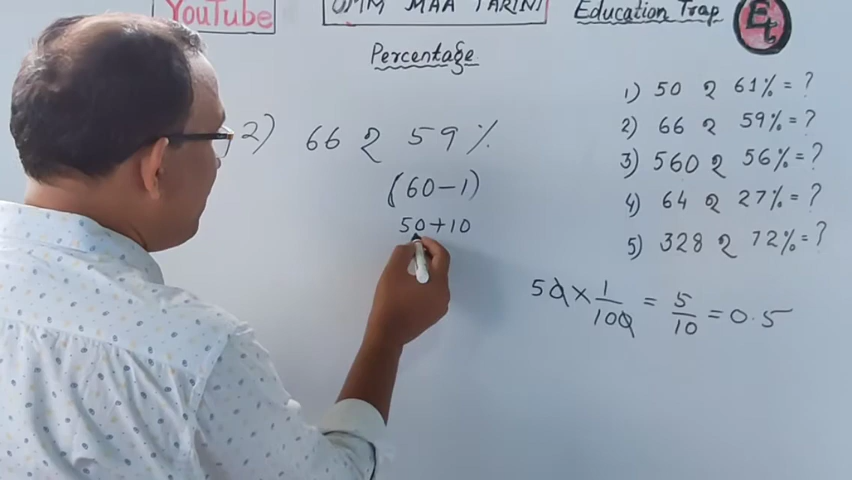 YouTube
OMM MAA TARINI
Education Trap
Et
Percentage
2) 66 ର 59%
(60-1)
50+10
1) 50 ର 61% = ?
2) 66 ର 59% = ?
3) 560 ର 56% = ?
4) 64 ର 27% = ?
5) 328 ର 72% = ?
50 × 1/100 = 5/10 = 0.5